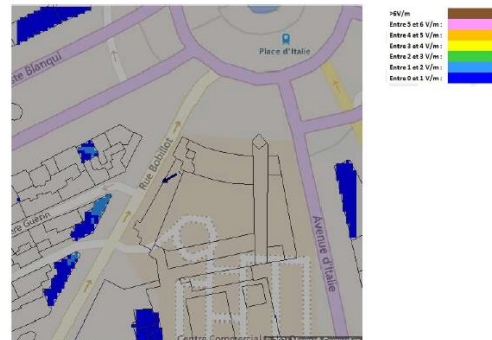 Place d'Italie
Blanqui
Rue Bobillot
Avenue d'Italie
Centre Commercial
>6V/m
Entre 5 et 6 V/m :
Entre 4 et 5 V/m :
Entre 3 et 4 V/m :
Entre 2 et 3 V/m :
Entre 1 et 2 V/m :
Entre 0 et 1 V/m :